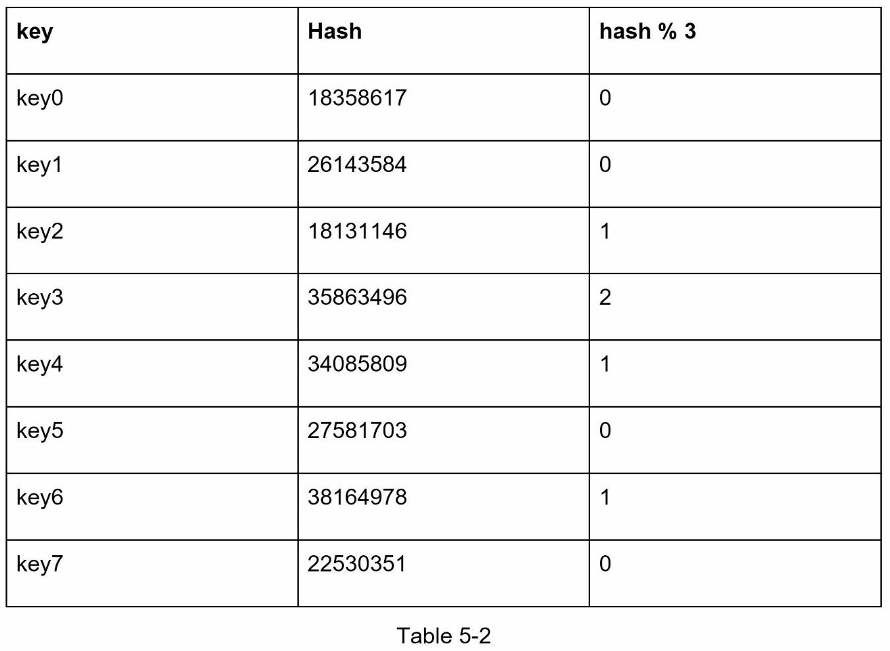 key Hash hash % 3
key0 18358617 0
key1 26143584 0
key2 18131146 1
key3 35863496 2
key4 34085809 1
key5 27581703 0
key6 38164978 1
key7 22530351 0
Table 5-2